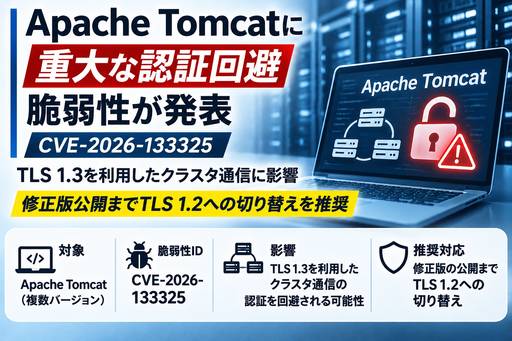 Apache Tomcatに
重大な認証回避
脆弱性が発表
CVE-2026-133325
TLS 1.3を利用したクラスタ通信に影響
修正版公開までTLS 1.2への切り替えを推奨
Apache Tomcat
対象
Apache Tomcat
（複数バージョン）
脆弱性ID
CVE-2026-
133325
影響
TLS 1.3を利用した
クラスタ通信の
認証を回避される可能性
推奨対応
修正版の公開まで
TLS 1.2への
切り替え